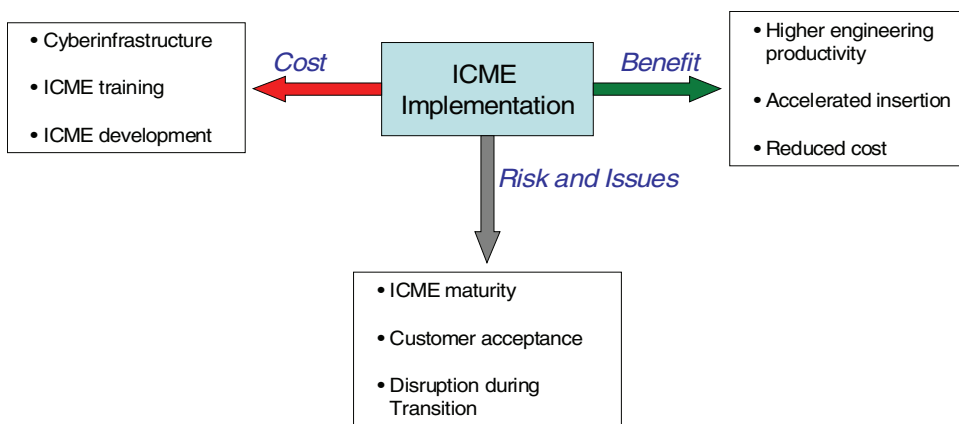 • Cyberinfrastructure
• ICME training
• ICME development
Cost
ICME
Implementation
Benefit
• Higher engineering
productivity
• Accelerated insertion
• Reduced cost
Risk and Issues
• ICME maturity
• Customer acceptance
• Disruption during
Transition